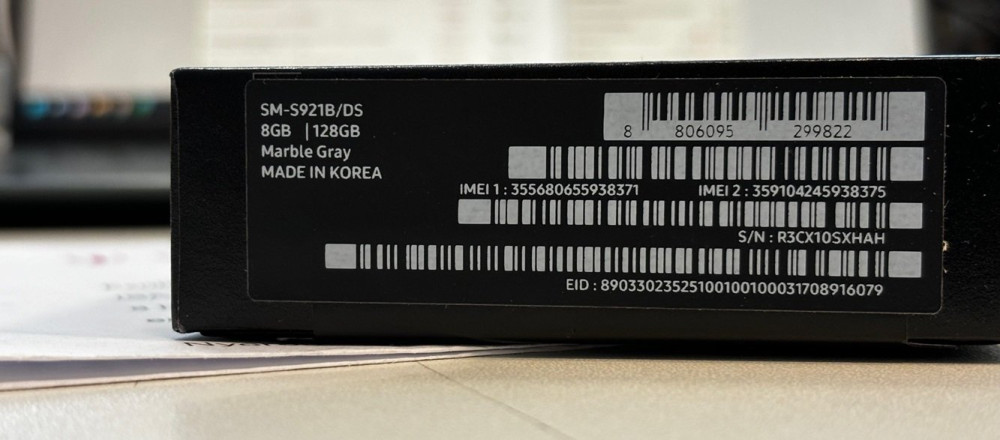 SM-S921B/DS
8GB | 128GB
Marble Gray
MADE IN KOREA
8 806095 299822
IMEI 1 : 355680655938371 IMEI 2 : 359104245938375
S/N : R3CX10SXHAH
EID : 89033023525100100100031708916079